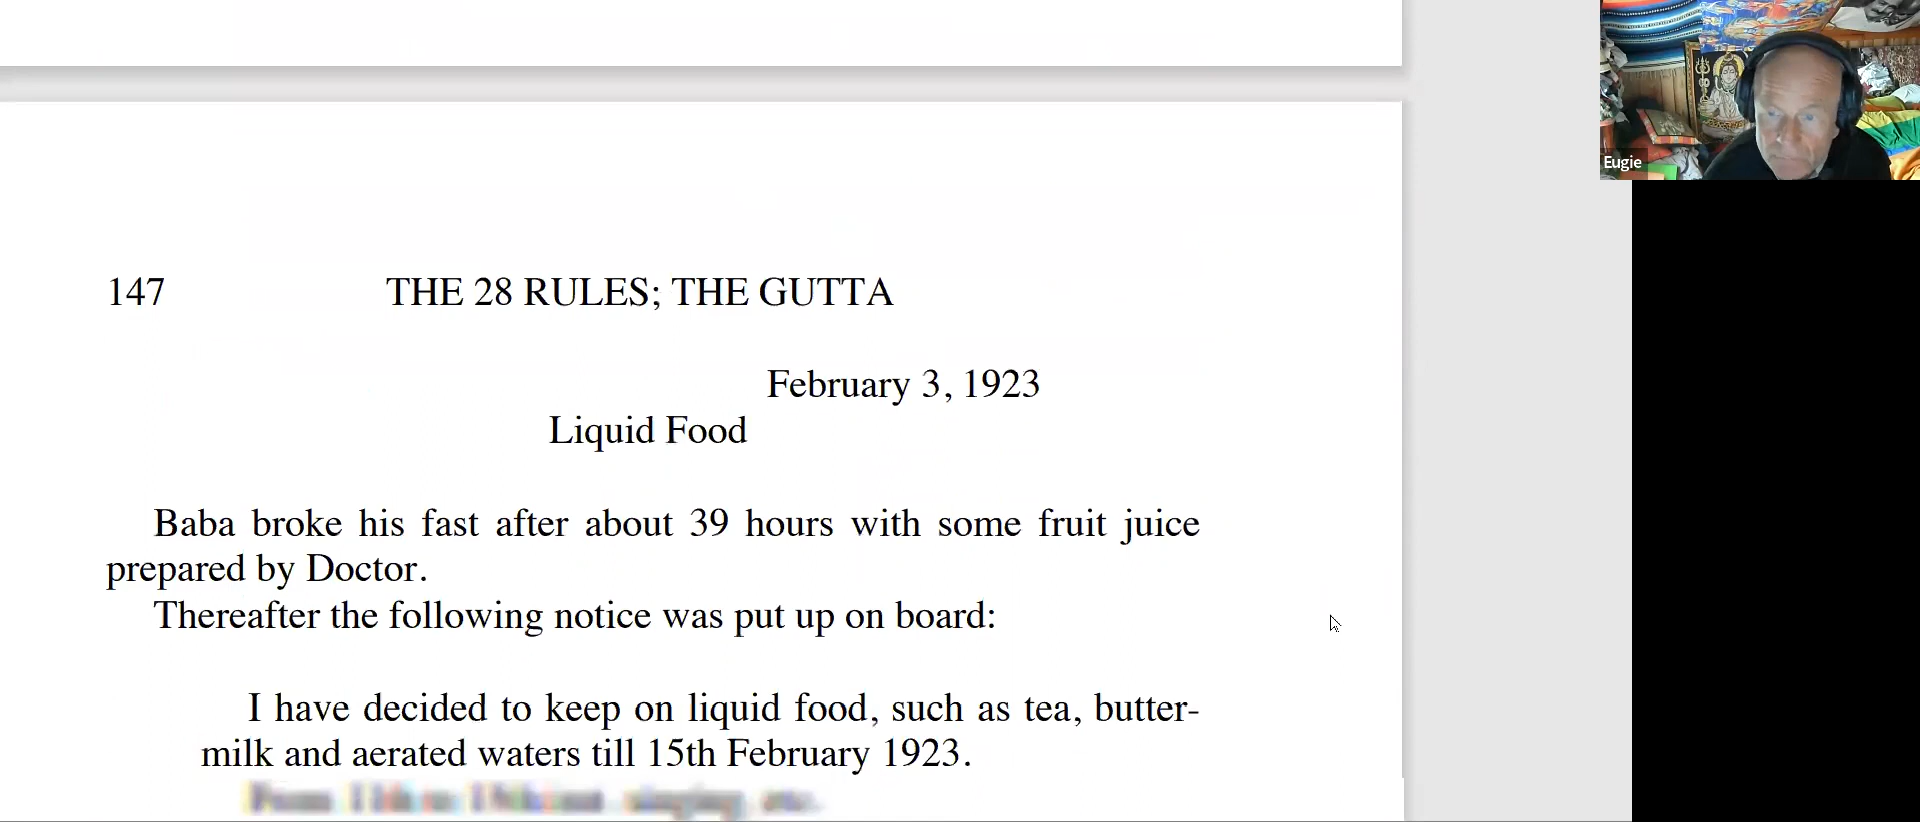 147 THE 28 RULES; THE GUTTA
February 3, 1923
Liquid Food
Baba broke his fast after about 39 hours with some fruit juice
prepared by Doctor.
Thereafter the following notice was put up on board:
I have decided to keep on liquid food, such as tea, butter-
milk and aerated waters till 15th February 1923.
Eugie